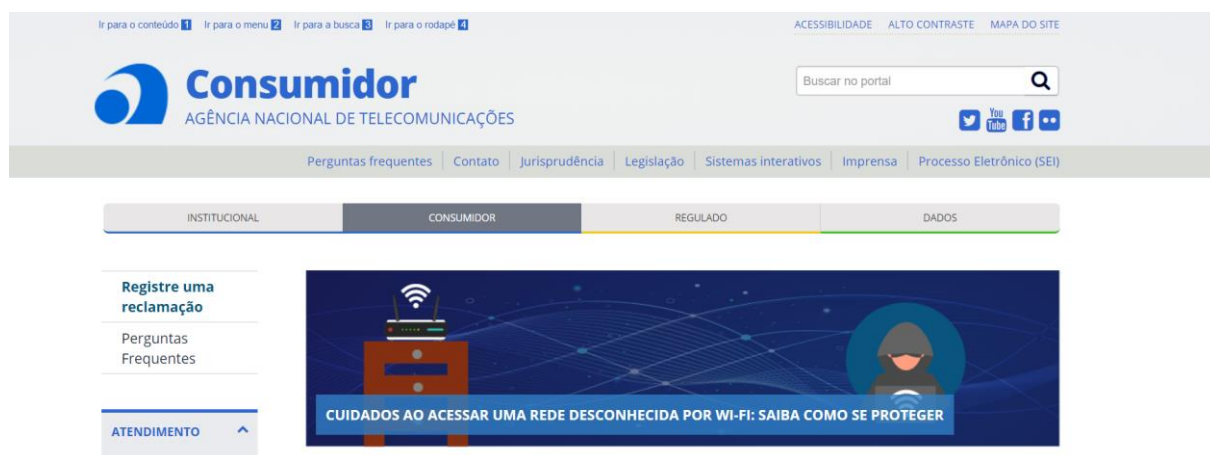 Ir para o conteúdo 1 Ir para o menu 2 Ir para a busca 3 Ir para o rodapé 4 ACESSIBILIDADE ALTO CONTRASTE MAPA DO SITE
Consumidor
AGÊNCIA NACIONAL DE TELECOMUNICAÇÕES
Buscar no portal
You Tube
Perguntas frequentes Contato Jurisprudência Legislação Sistemas interativos Imprensa Processo Eletrônico (SEI)
INSTITUCIONAL CONSUMIDOR REGULADO DADOS
Registre uma
reclamação
Perguntas
Frequentes
ATENDIMENTO
CUIDADOS AO ACESSAR UMA REDE DESCONHECIDA POR WI-FI: SAIBA COMO SE PROTEGER